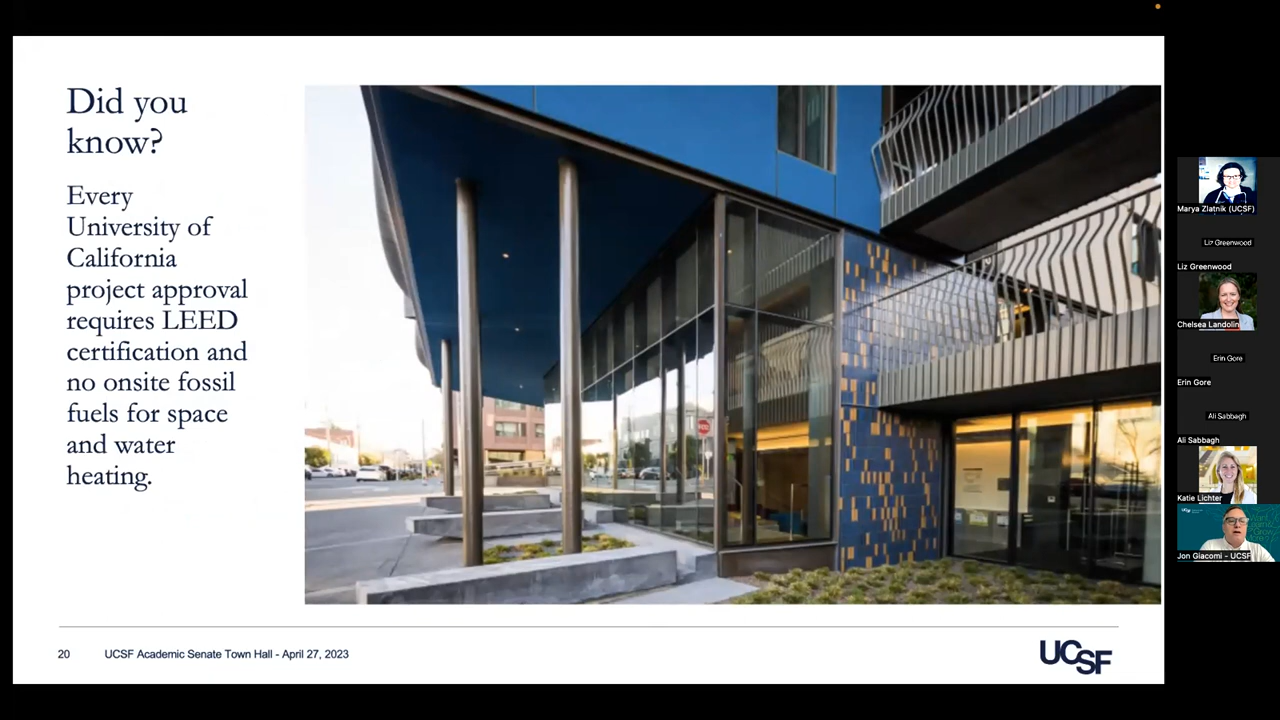 Did you
know?
Every
University of
California
project approval
requires LEED
certification and
no onsite fossil
fuels for space
and water
heating.
20
UCSF Academic Senate Town Hall - April 27, 2023
UCSF
Marya Zlatnik (UCSF)
Liz Greenwood
Liz Greenwood
Chelsea Landolin
Erin Gore
Erin Gore
Ali Sabbagh
Ali Sabbagh
Katie Lichter
Jon Giacomi - UCSF